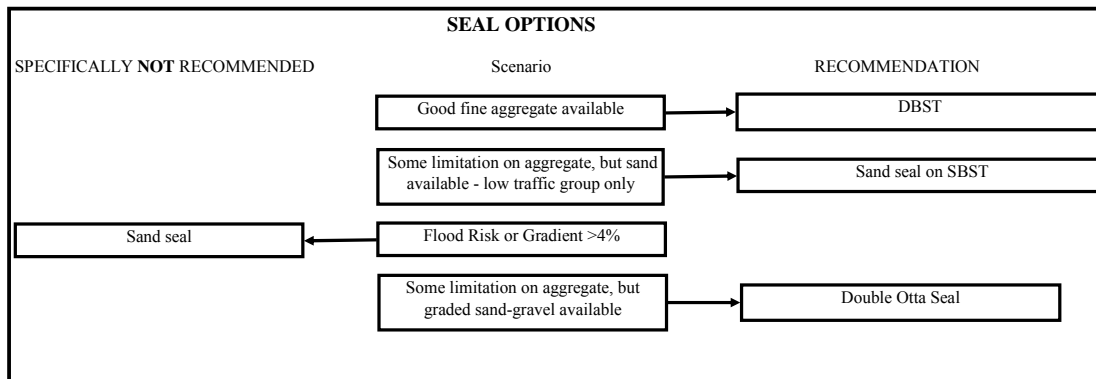 SEAL OPTIONS
SPECIFICALLY NOT RECOMMENDED
Scenario
RECOMMENDATION
Good fine aggregate available
DBST
Some limitation on aggregate, but sand
available - low traffic group only
Sand seal on SBST
Sand seal
Flood Risk or Gradient >4%
Some limitation on aggregate, but
graded sand-gravel available
Double Otta Seal